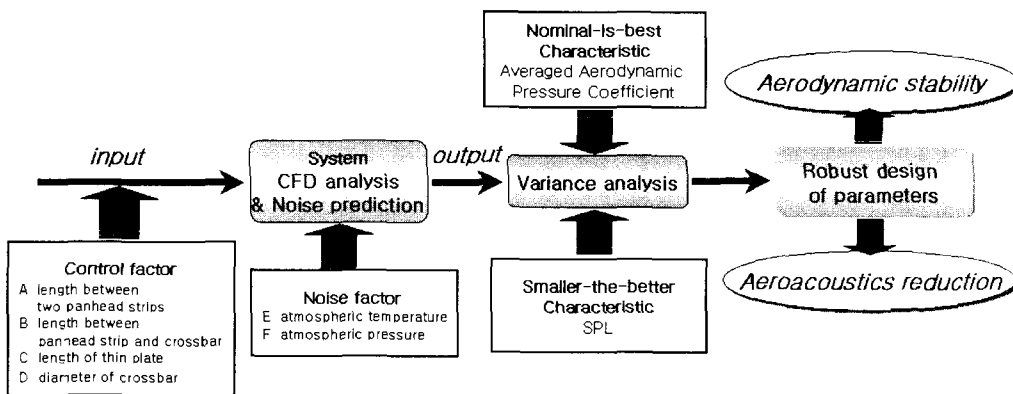 input
Control factor
A length between
two panhead strips
B length between
panhead strip and crossbar
C length of thin plate
D diameter of crossbar
System
CFD analysis
& Noise prediction
Noise factor
E atmospheric temperature
F atmospheric pressure
output
Nominal-is-best
Characteristic
Averaged Aerodynamic
Pressure Coefficient
Variance analysis
Smaller-the-better
Characteristic
SPL
Aerodynamic stability
Robust design
of parameters
Aeroacoustics reduction